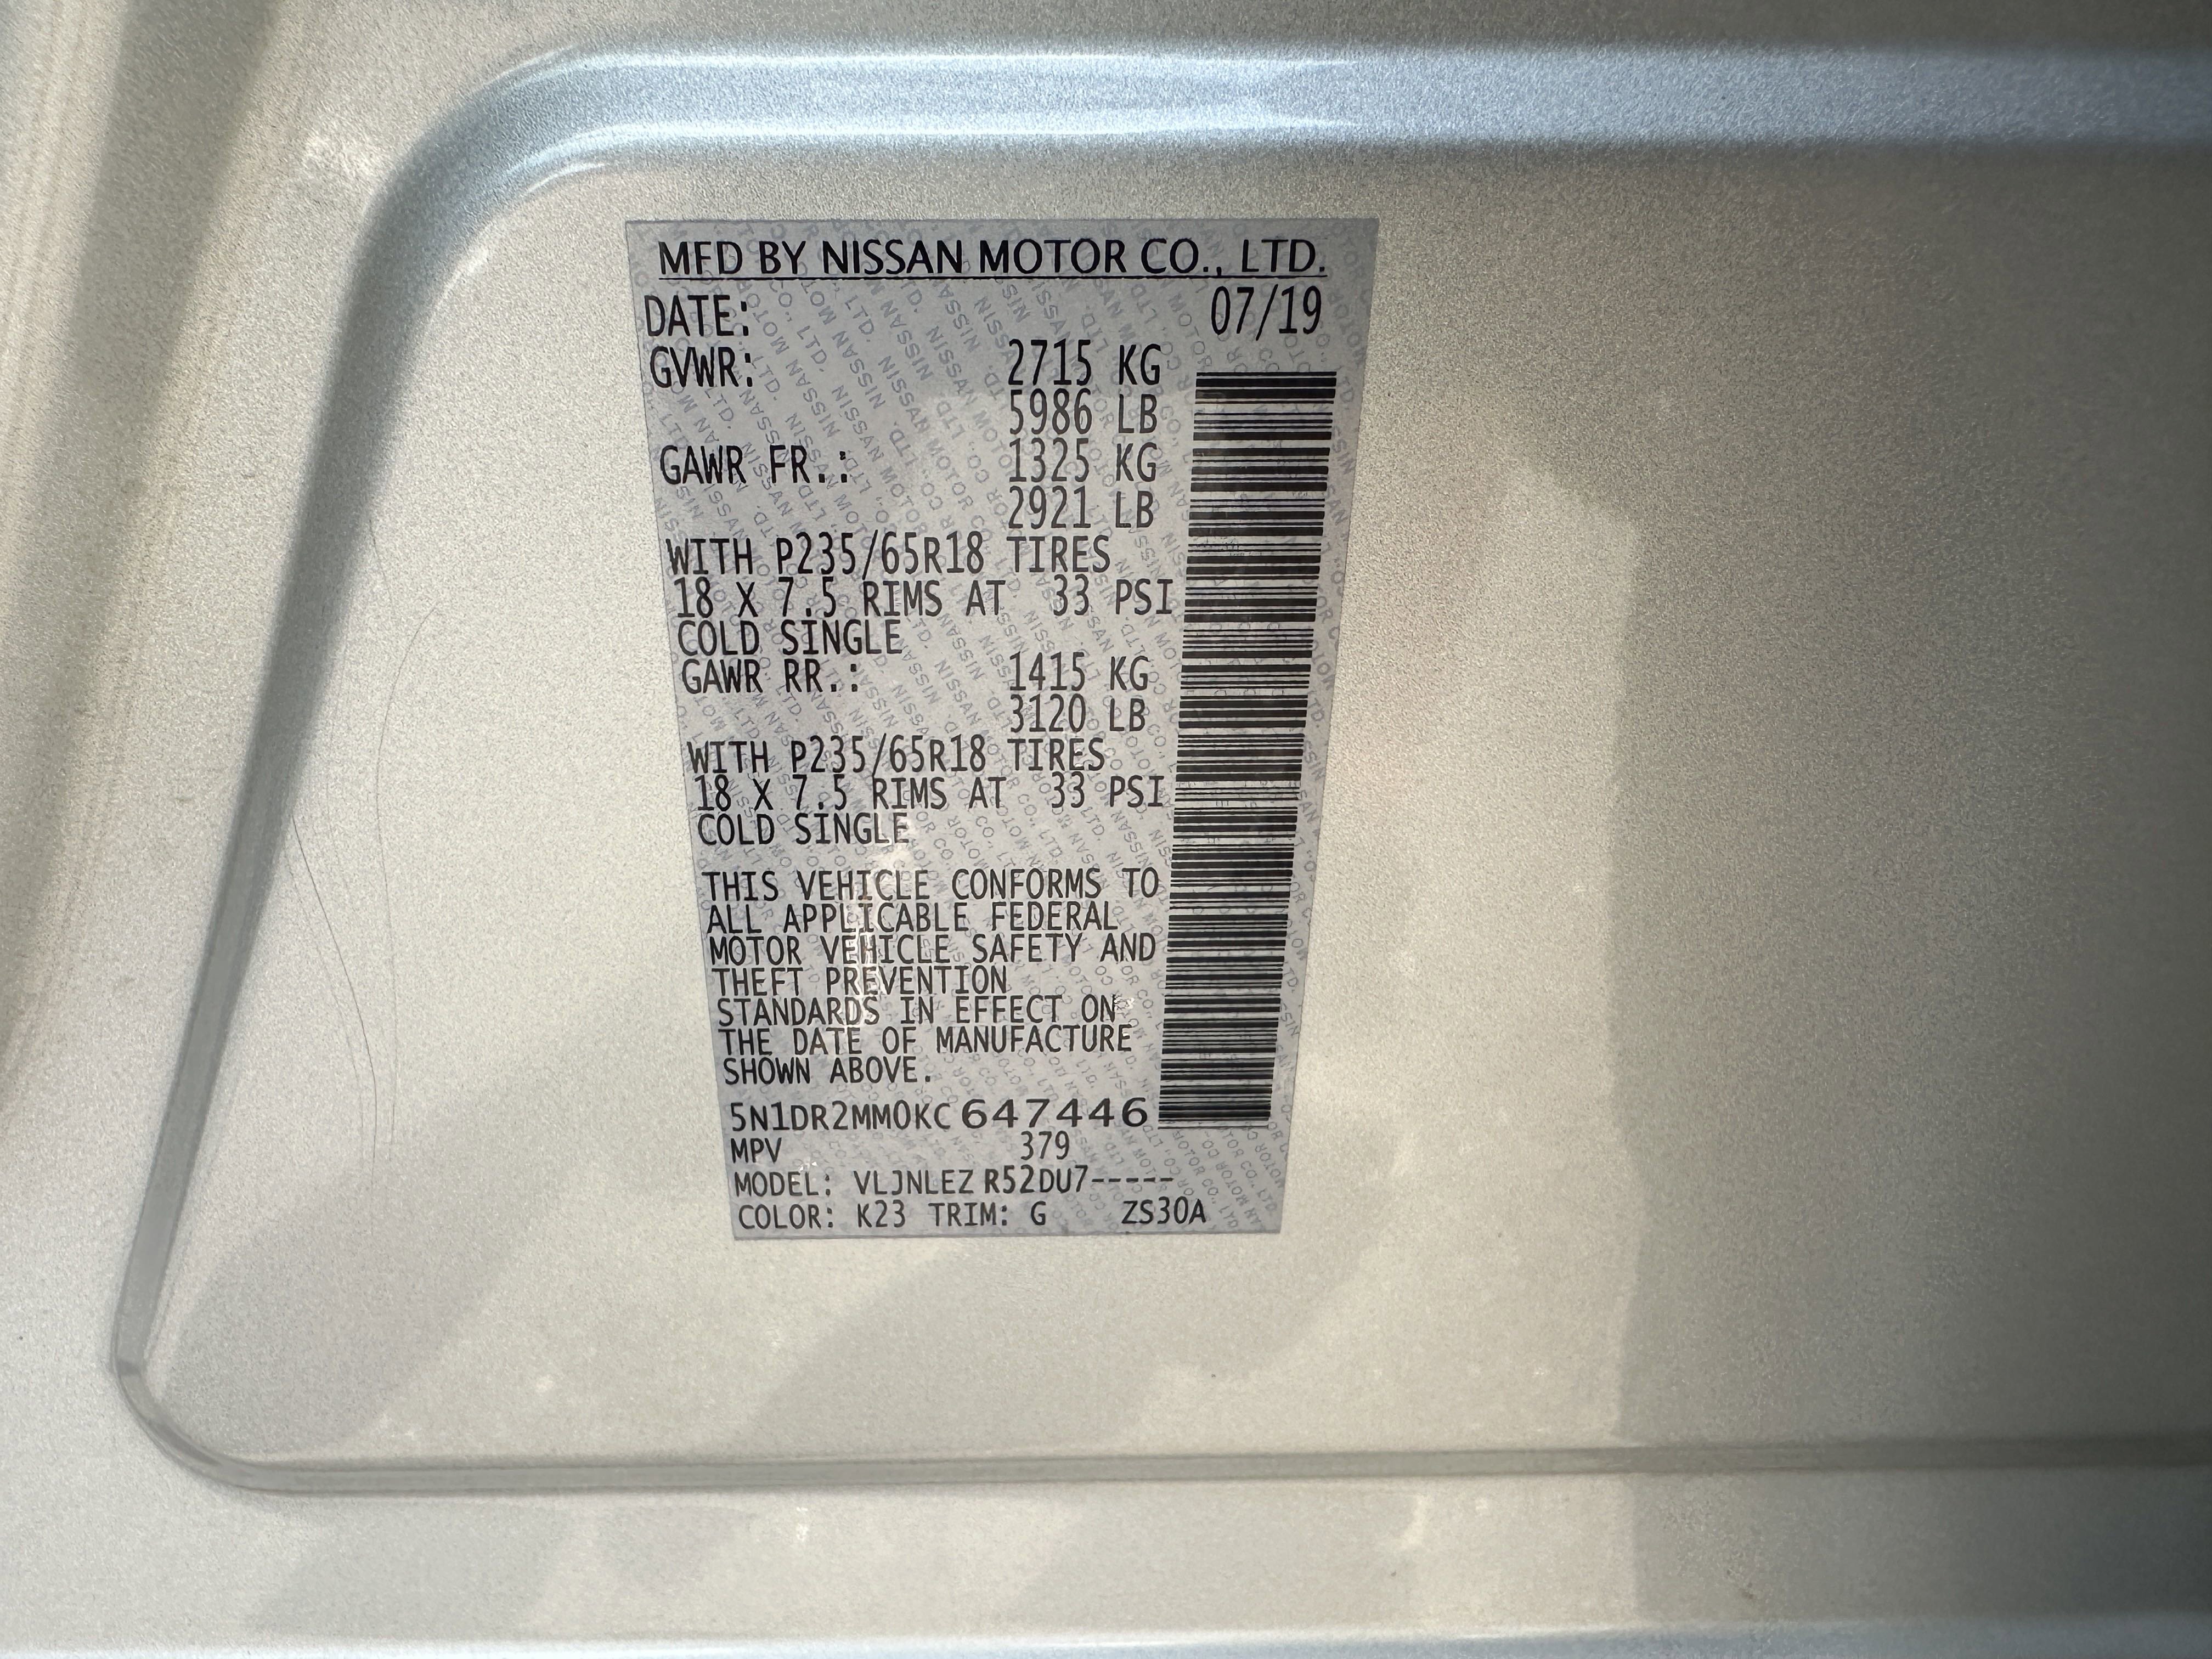 MFD BY NISSAN MOTOR CO., LTD.
DATE: 07/19
GVWR: 2715 KG
5986 LB
GAWR FR.: 1325 KG
2921 LB
WITH P235/65R18 TIRES
18 X 7.5 RIMS AT 33 PSI
COLD SINGLE
GAWR RR.: 1415 KG
3120 LB
WITH P235/65R18 TIRES
18 X 7.5 RIMS AT 33 PSI
COLD SINGLE
THIS VEHICLE CONFORMS TO
ALL APPLICABLE FEDERAL
MOTOR VEHICLE SAFETY AND
THEFT PREVENTION
STANDARDS IN EFFECT ON
THE DATE OF MANUFACTURE
SHOWN ABOVE.
5N1DR2MM0KC647446
MPV 379
MODEL: VLJNLEZ R52DU7-----
COLOR: K23 TRIM: G ZS30A